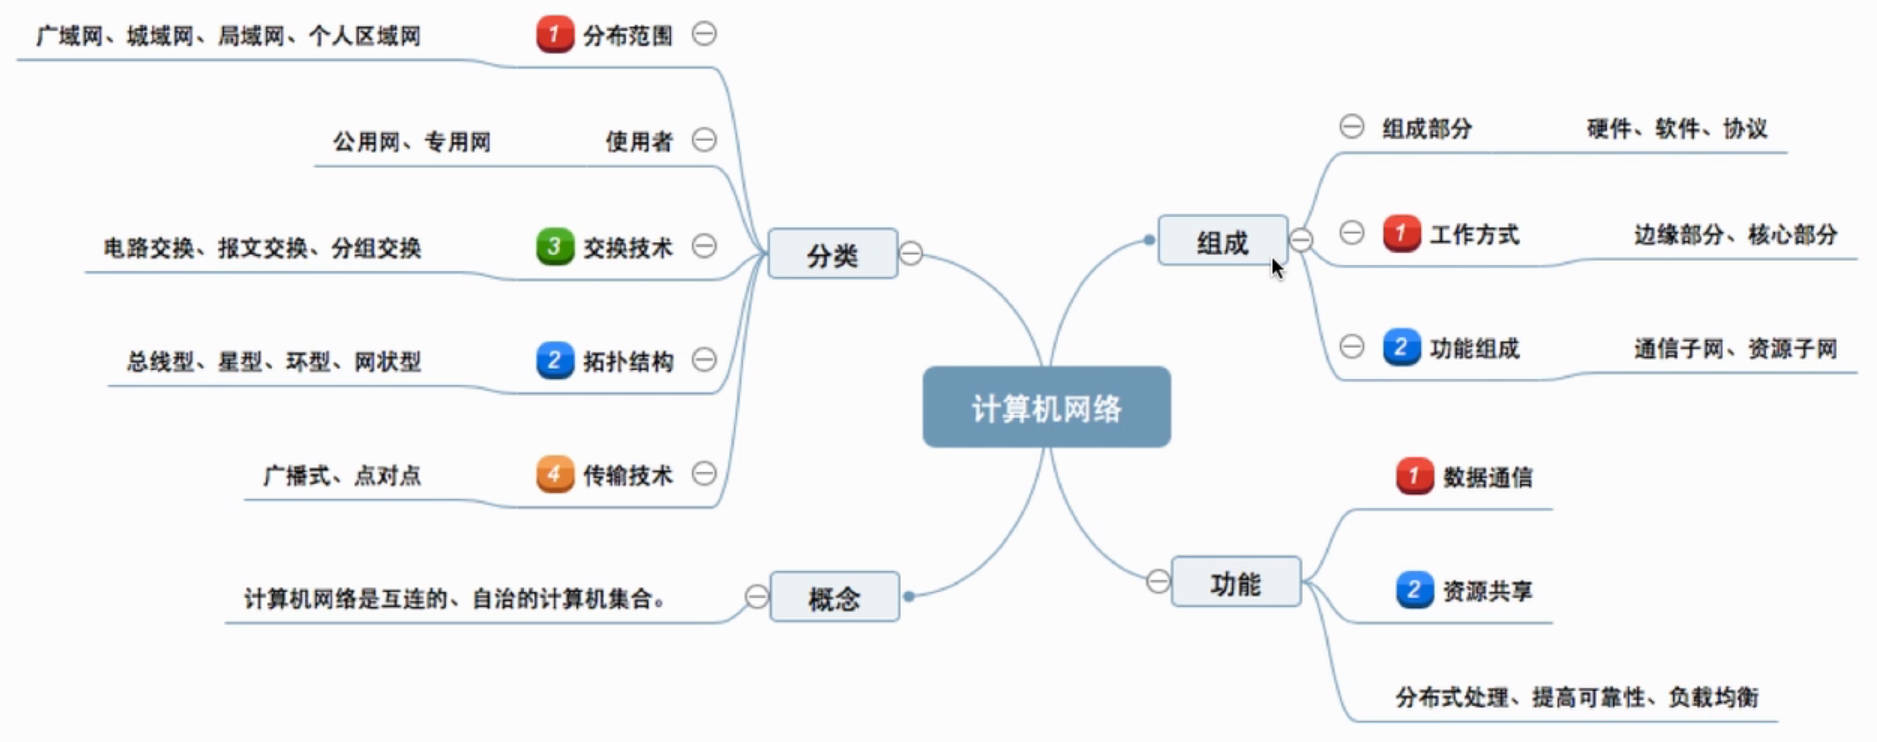 广域网、城域网、局域网、个人区域网
1 分布范围
公用网、专用网
使用者
电路交换、报文交换、分组交换
3 交换技术
总线型、星型、环型、网状型
2 拓扑结构
广播式、点对点
4 传输技术
分类
计算机网络是互连的、自治的计算机集合。
概念
计算机网络
组成
组成部分
硬件、软件、协议
1 工作方式
边缘部分、核心部分
2 功能组成
通信子网、资源子网
功能
1 数据通信
2 资源共享
分布式处理、提高可靠性、负载均衡